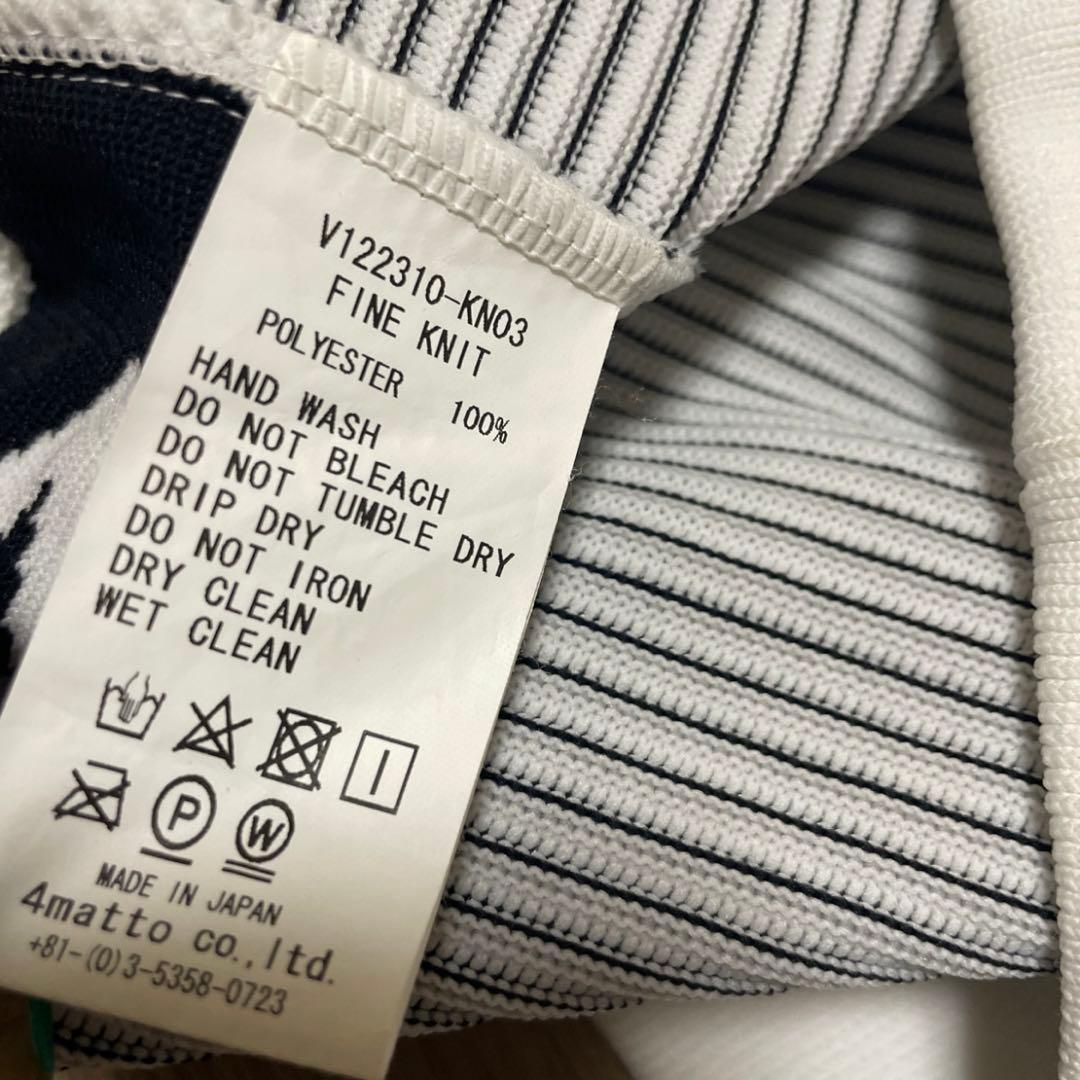 V122310-KN03
FINE KNIT
POLYESTER 100%
HAND WASH
DO NOT BLEACH
DO NOT TUMBLE DRY
DRIP DRY
DO NOT IRON
DRY CLEAN
WET CLEAN
P W
MADE IN JAPAN
4matto co.,ltd.
+81-(0)3-5358-0723